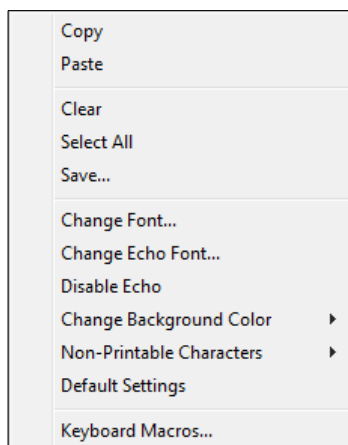 Copy
Paste
Clear
Select All
Save...
Change Font...
Change Echo Font...
Disable Echo
Change Background Color
Non-Printable Characters
Default Settings
Keyboard Macros...